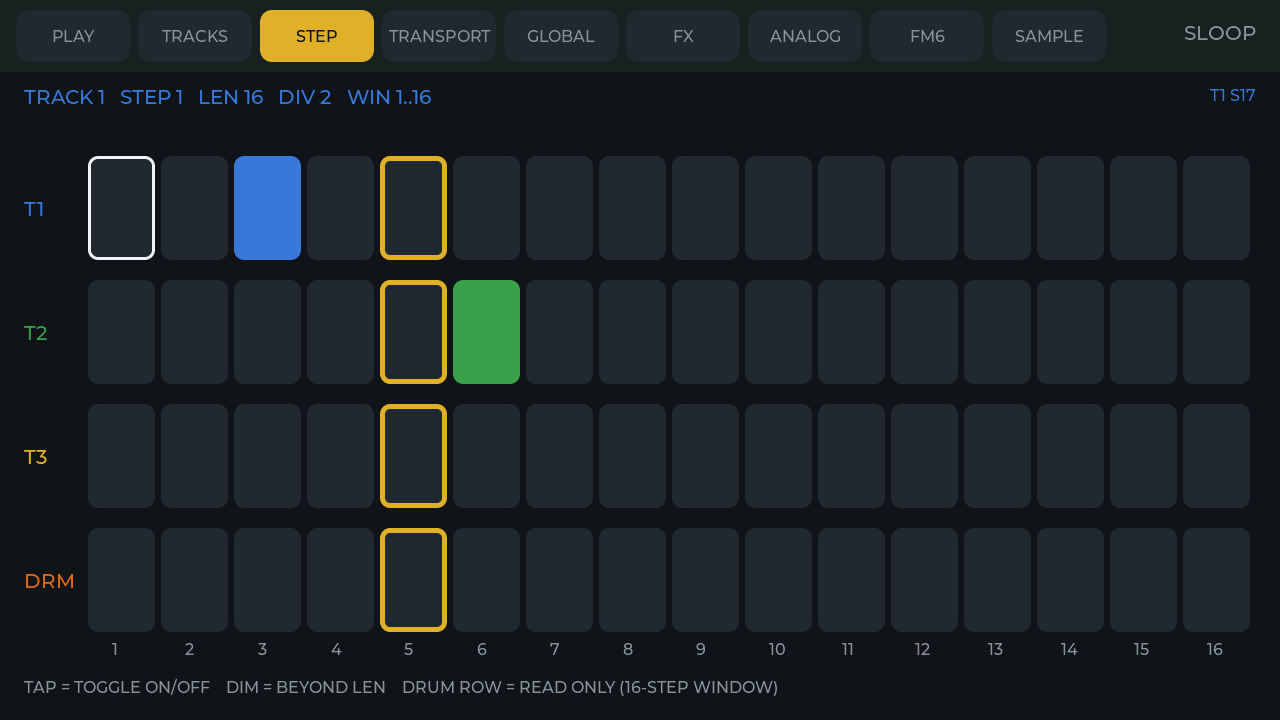 PLAY TRACKS STEP TRANSPORT GLOBAL FX ANALOG FM6 SAMPLE SLOOP
TRACK 1 STEP 1 LEN 16 DIV 2 WIN 1..16 T1 S17
T1
T2
T3
DRM
1 2 3 4 5 6 7 8 9 10 11 12 13 14 15 16
TAP = TOGGLE ON/OFF DIM = BEYOND LEN DRUM ROW = READ ONLY (16-STEP WINDOW)